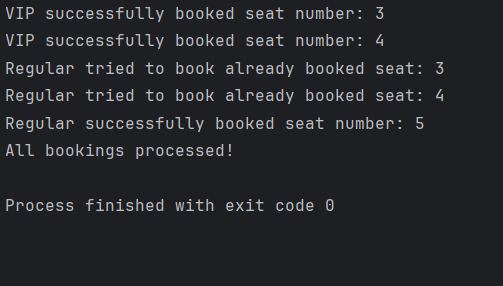 VIP successfully booked seat number: 3
VIP successfully booked seat number: 4
Regular tried to book already booked seat: 3
Regular tried to book already booked seat: 4
Regular successfully booked seat number: 5
All bookings processed!
Process finished with exit code 0